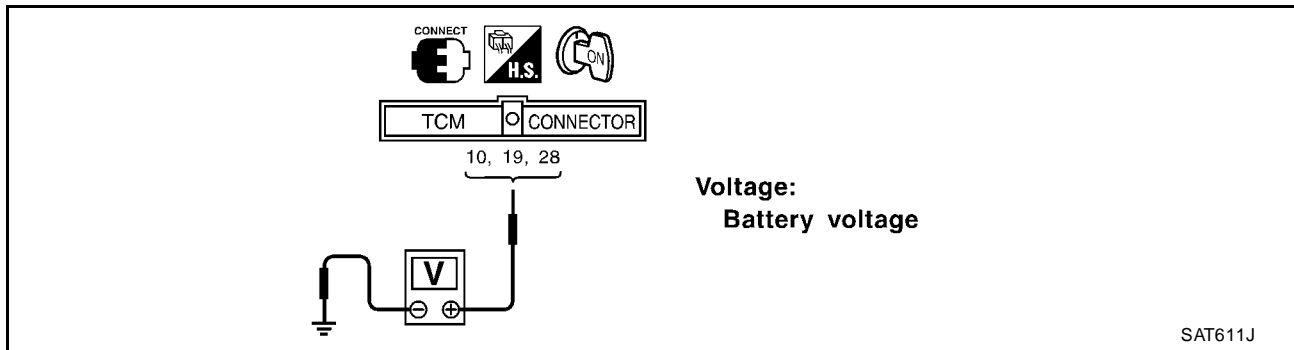 CONNECT
H.S.
ON
TCM CONNECTOR
10, 19, 28
Voltage:
Battery voltage
V
SAT611J